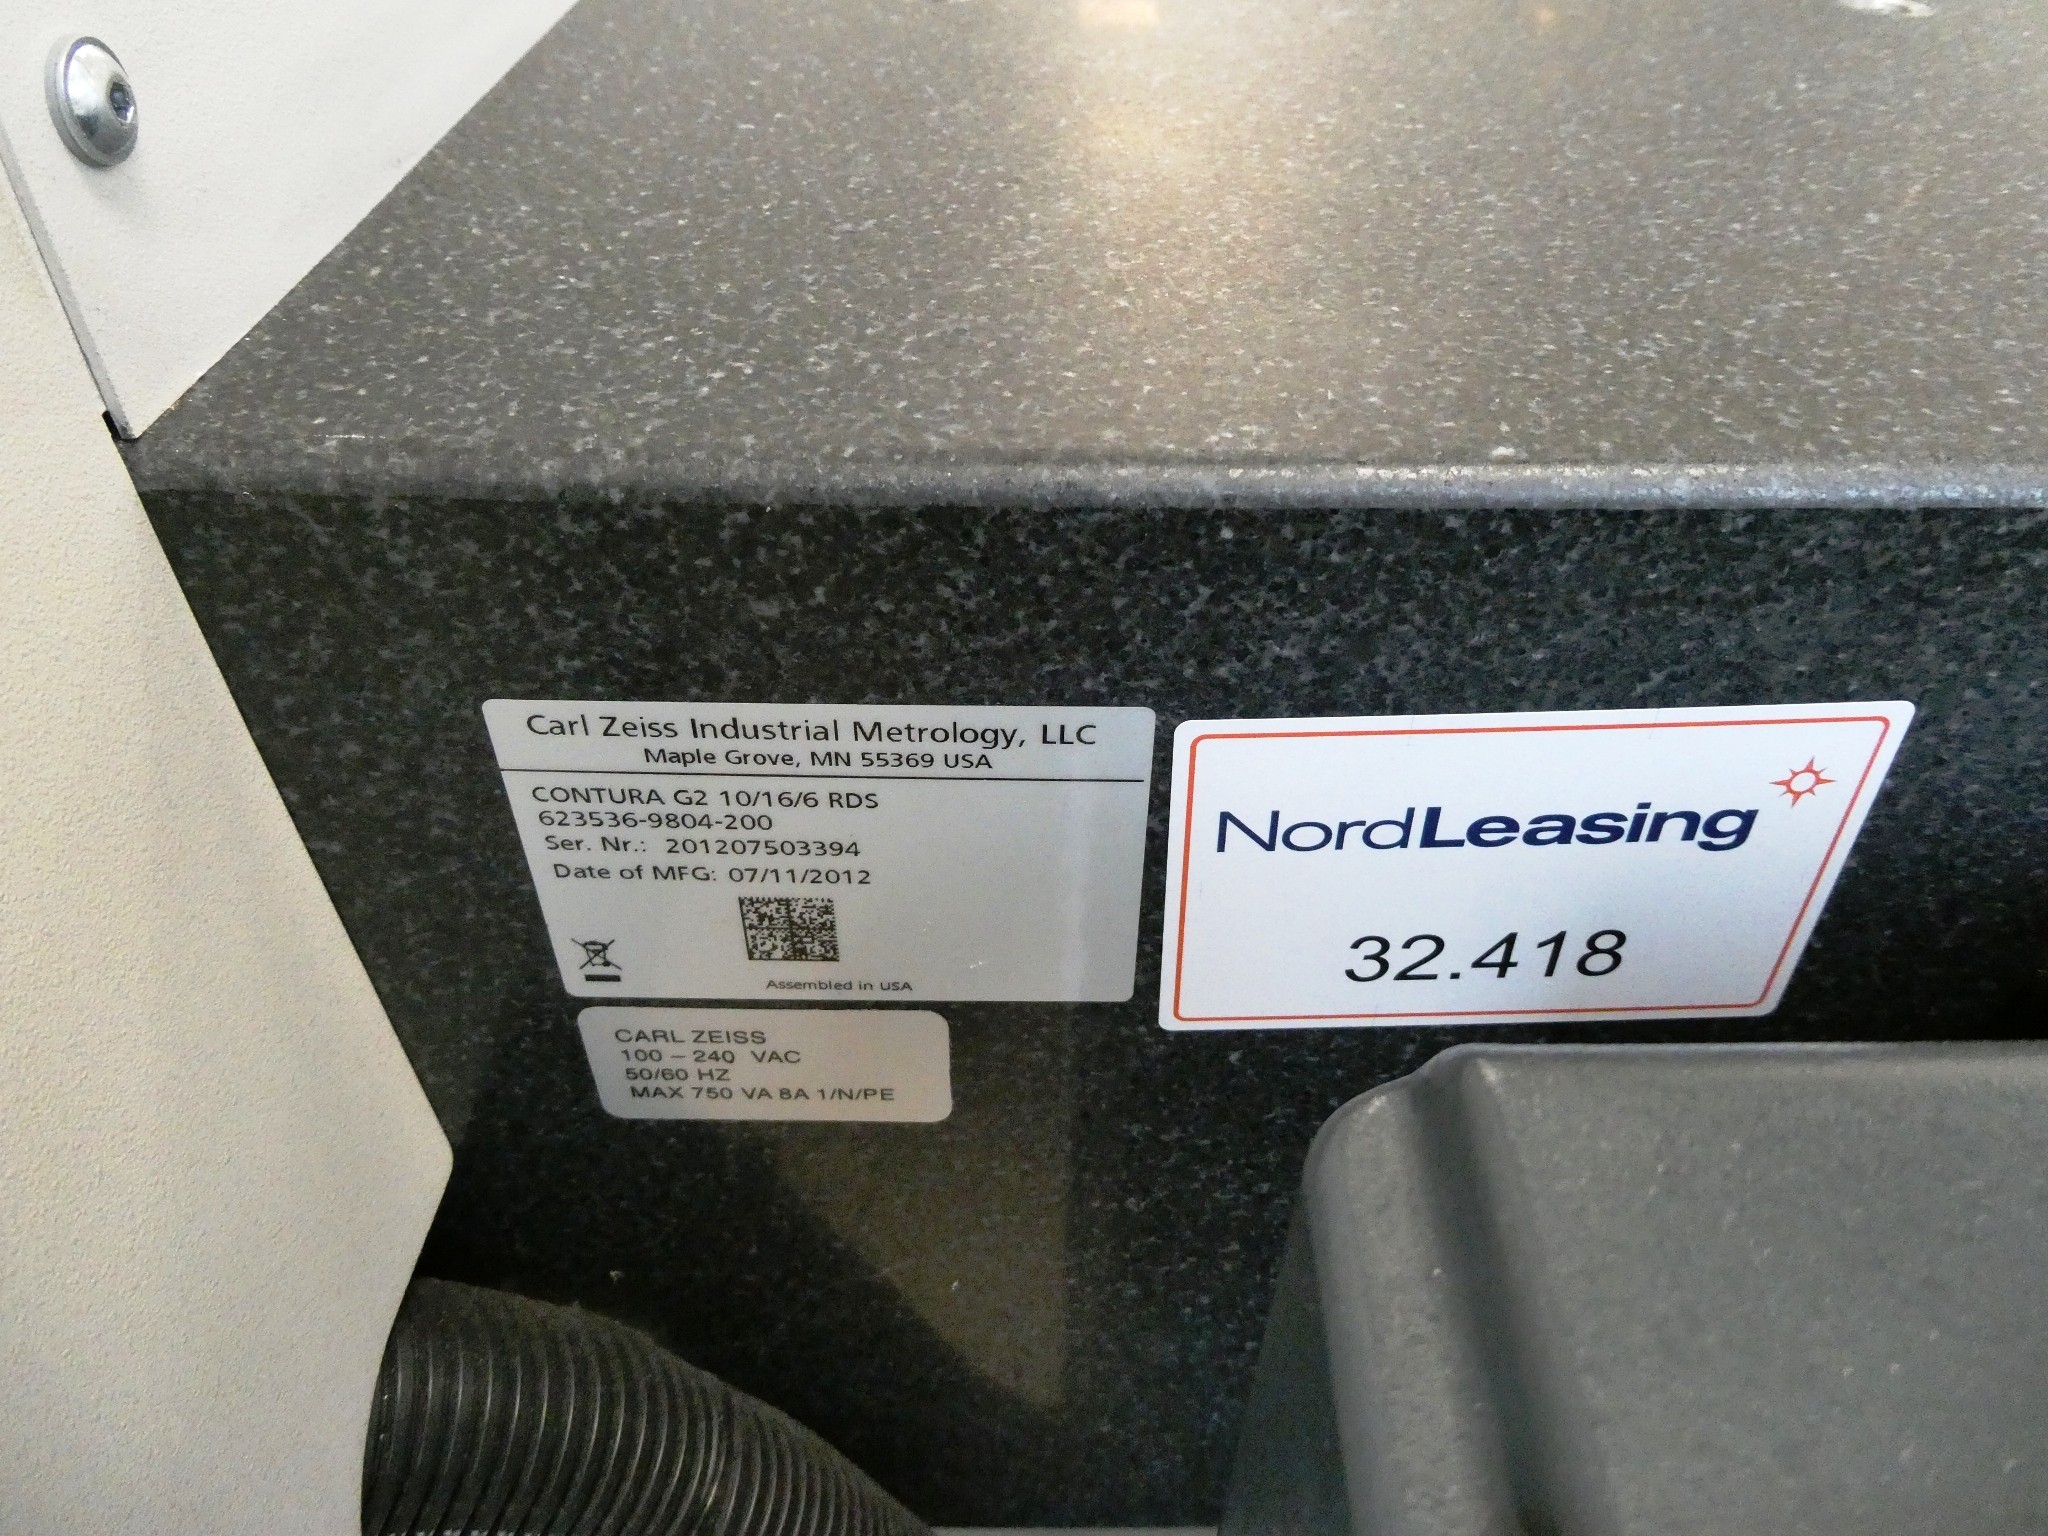 Carl Zeiss Industrial Metrology, LLC
Maple Grove, MN 55369 USA
CONTURA G2 10/16/6 RDS
623536-9804-200
Ser. Nr.: 201207503394
Date of MFG: 07/11/2012
Assembled in USA
CARL ZEISS
100 – 240 VAC
50/60 HZ
MAX 750 VA 8A 1/N/PE
NordLeasing
32.418